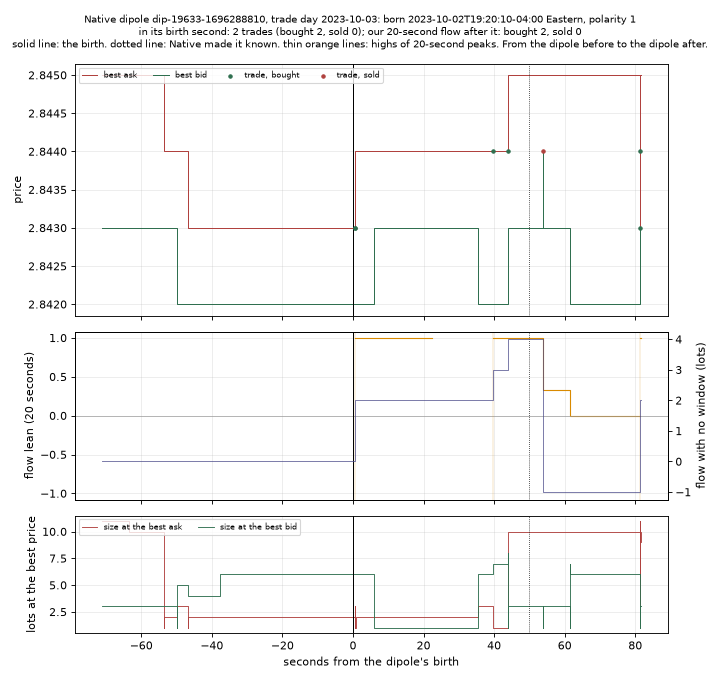 Native dipole dip-19633-1696288810, trade day 2023-10-03: born 2023-10-02T19:20:10-04:00 Eastern, polarity 1
in its birth second: 2 trades (bought 2, sold 0); our 20-second flow after it: bought 2, sold 0
solid line: the birth. dotted line: Native made it known. thin orange lines: highs of 20-second peaks. From the dipole before to the dipole after.
best ask best bid trade, bought trade, sold
2.8450
2.8445
2.8440
2.8435
2.8430
2.8425
2.8420
price
1.0
0.5
0.0
−0.5
−1.0
flow lean (20 seconds)
4
3
2
1
0
−1
flow with no window (lots)
size at the best ask size at the best bid
10.0
7.5
5.0
2.5
lots at the best price
−60 −40 −20 0 20 40 60 80
seconds from the dipole's birth